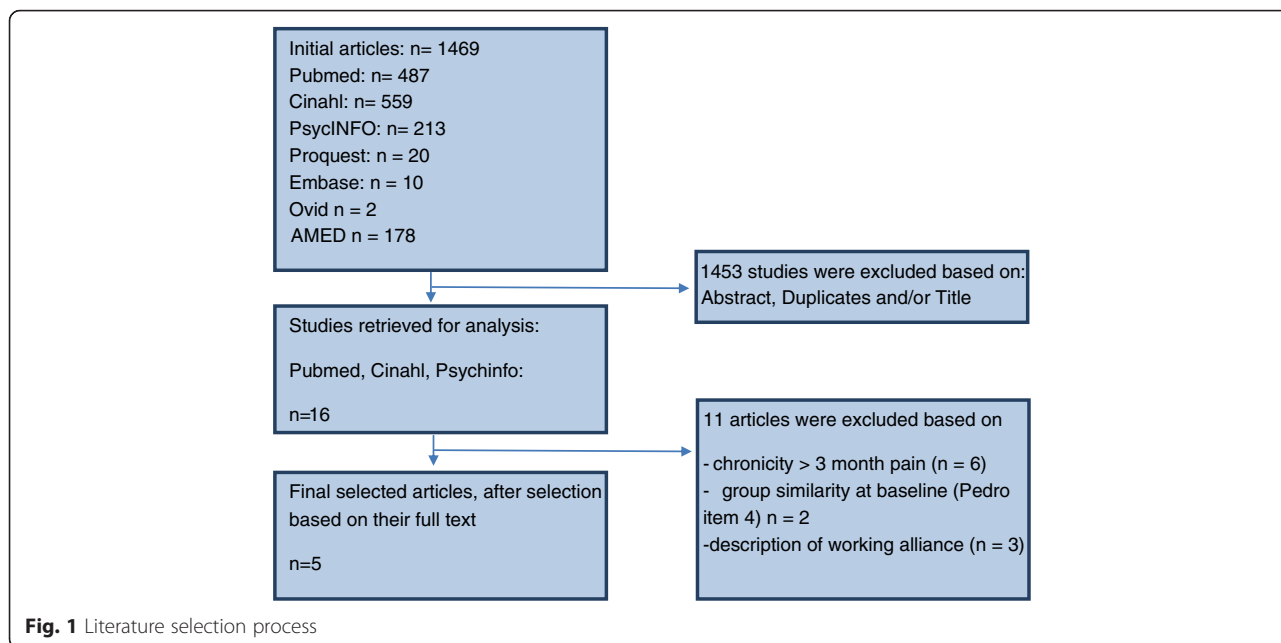 Initial articles: n= 1469
Pubmed: n= 487
Cinahl: n= 559
PsycINFO: n= 213
Proquest: n = 20
Embase: n = 10
Ovid n = 2
AMED n = 178
1453 studies were excluded based on:
Abstract, Duplicates and/or Title
Studies retrieved for analysis:
Pubmed, Cinahl, Psychinfo:
n=16
11 articles were excluded based on
- chronicity > 3 month pain (n = 6)
- group similarity at baseline (Pedro
item 4) n = 2
-description of working alliance (n = 3)
Final selected articles, after selection
based on their full text
n=5
Fig. 1 Literature selection process